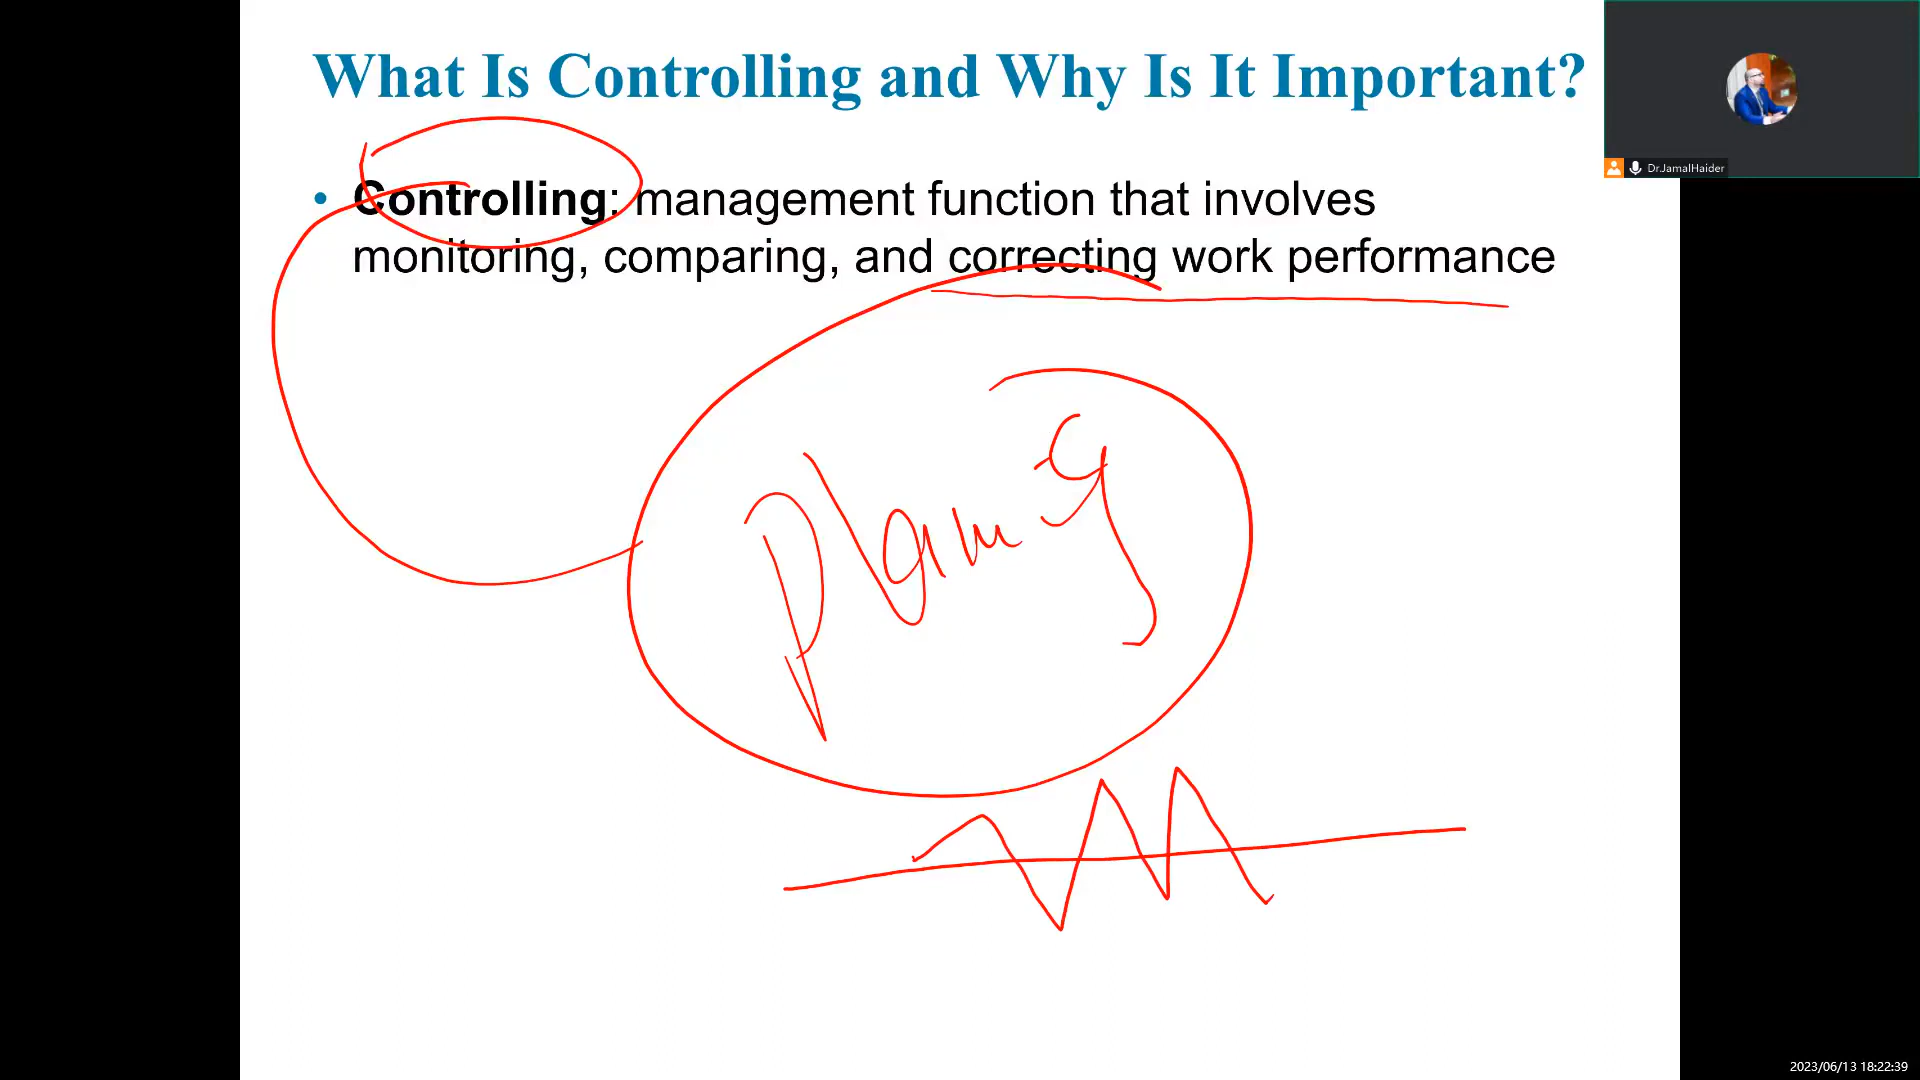 What Is Controlling and Why Is It Important?
Dr.JamalHaider
• Controlling: management function that involves
monitoring, comparing, and correcting work performance
planning
2023/06/13 18:22:39